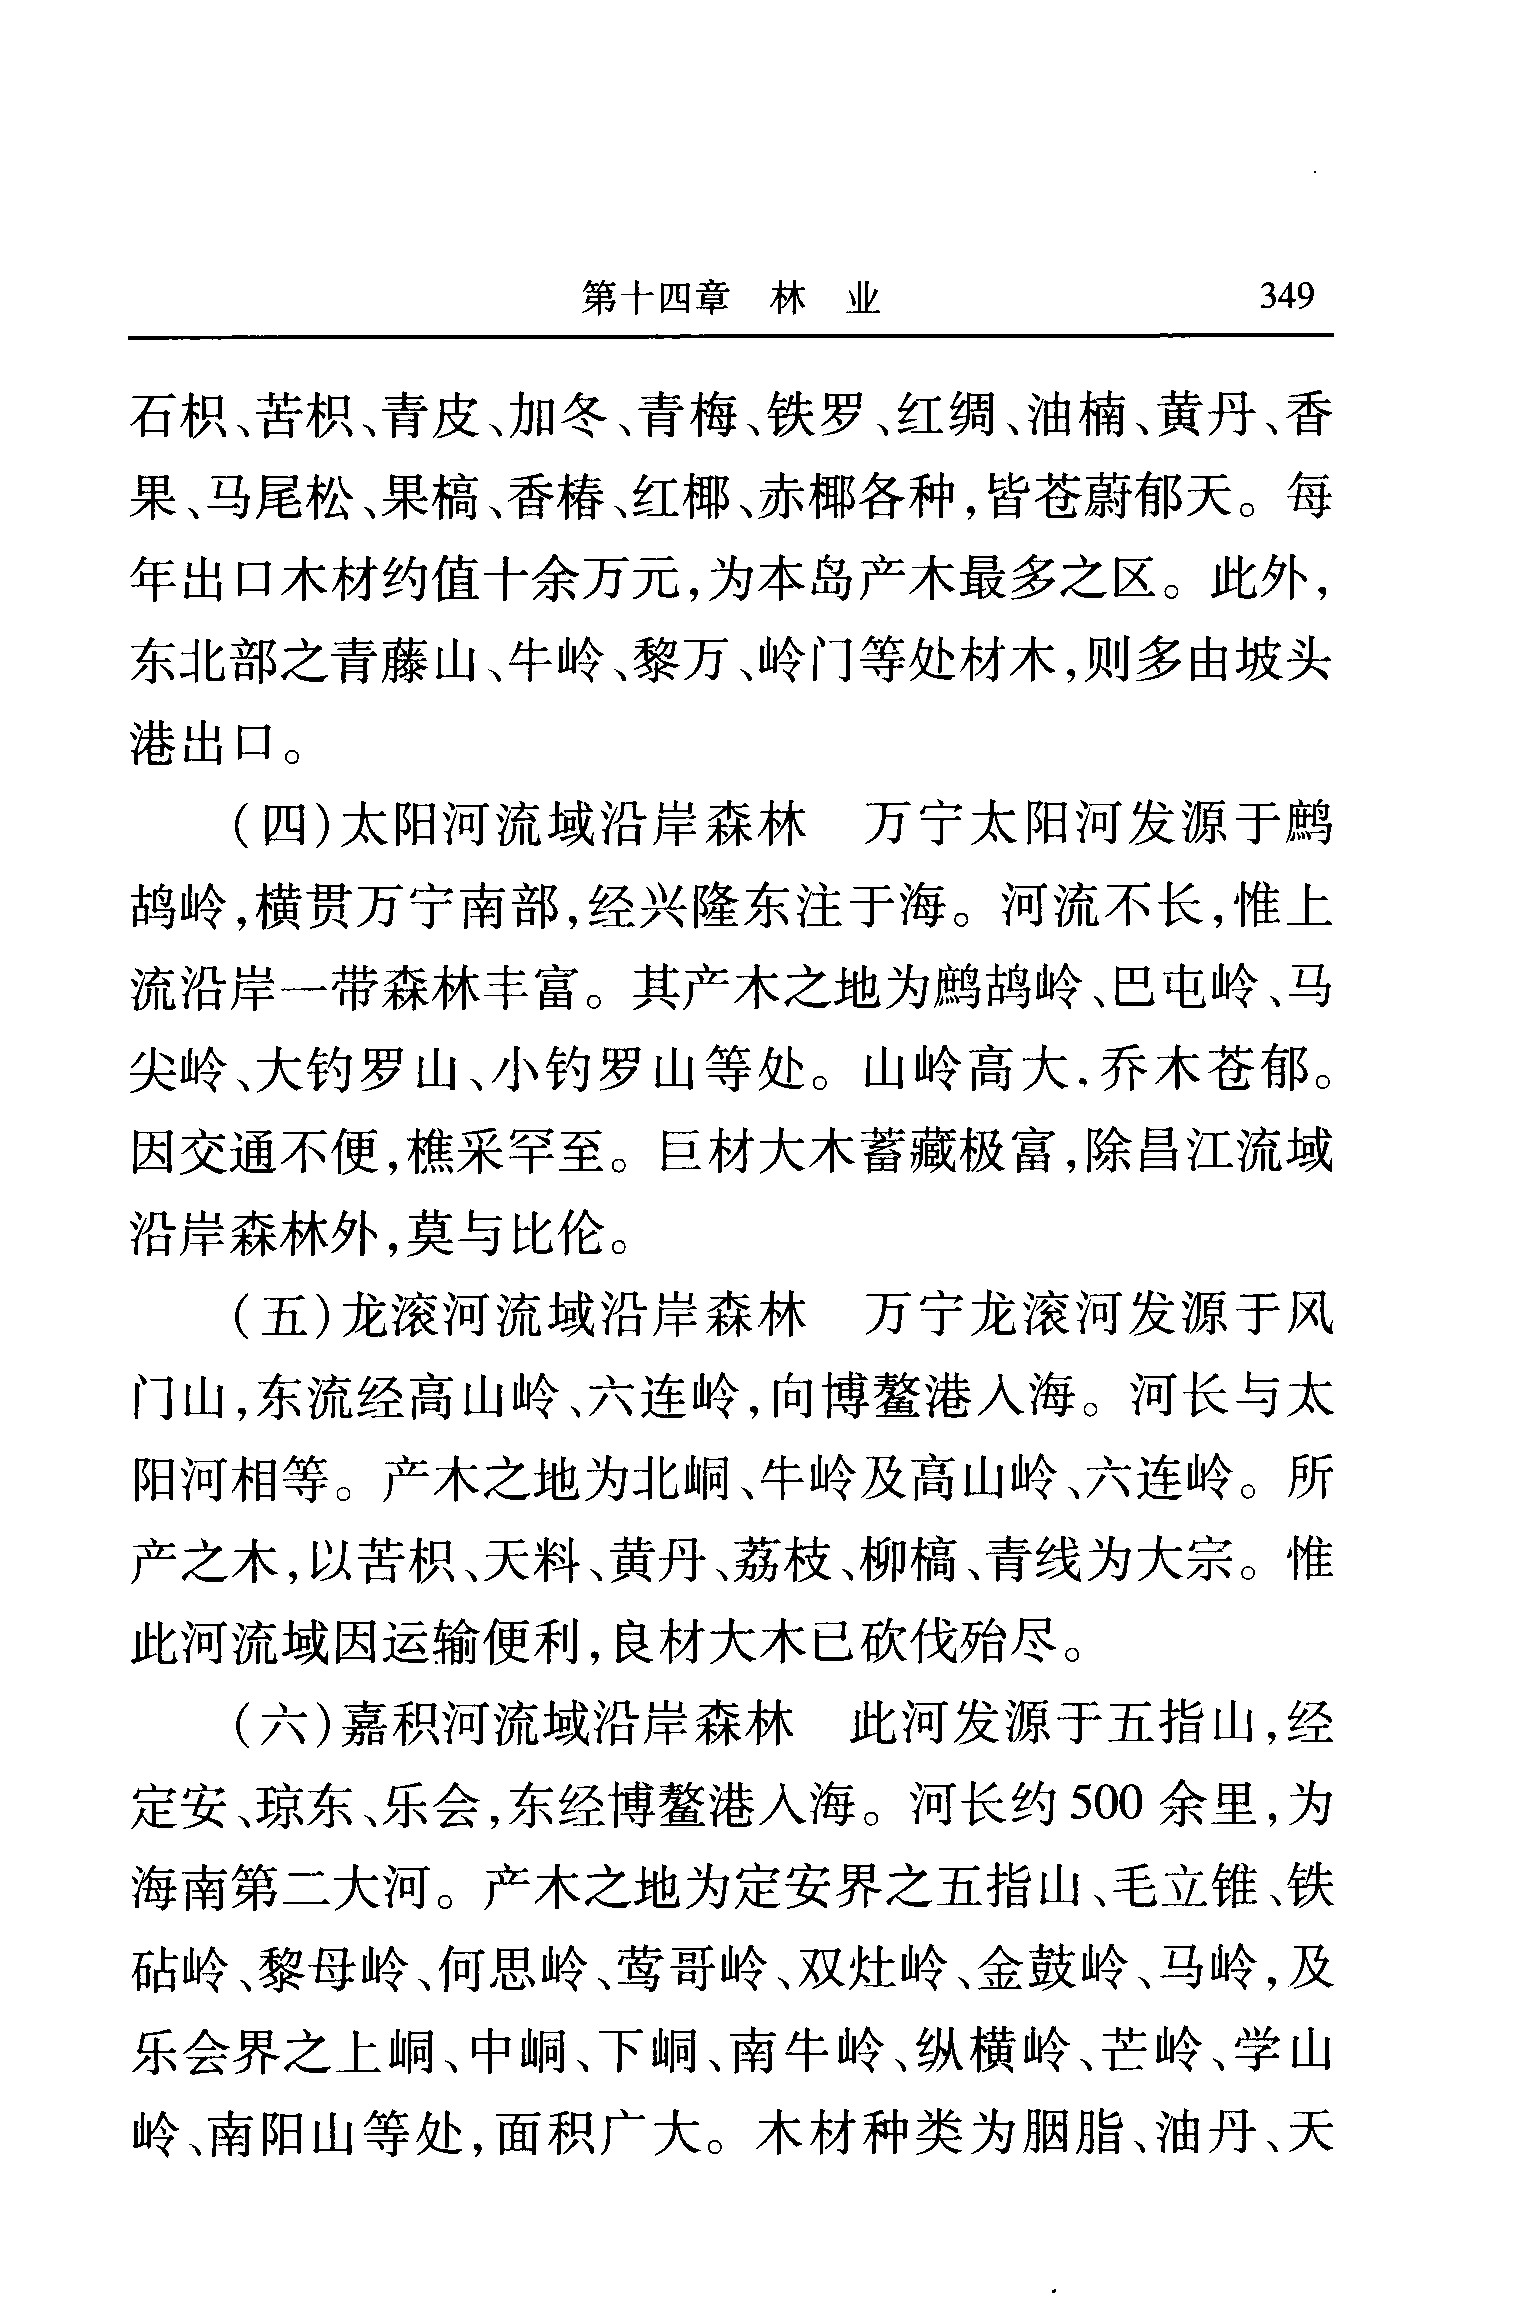 第十四章　林　业　349
石枳、苦枳、青皮、加冬、青梅、铁罗、红绸、油楠、黄丹、香
果、马尾松、果槁、香椿、红椰、赤椰各种,皆苍蔚郁天。每
年出口木材约值十余万元,为本岛产木最多之区。此外,
东北部之青藤山、牛岭、黎万、岭门等处材木,则多由坡头
港出口。
(四)太阳河流域沿岸森林　万宁太阳河发源于鹧
鸪岭,横贯万宁南部,经兴隆东注于海。河流不长,惟上
流沿岸一带森林丰富。其产木之地为鹧鸪岭、巴屯岭、马
尖岭、大钓罗山、小钓罗山等处。山岭高大,乔木苍郁。
因交通不便,樵采罕至。巨材大木蓄藏极富,除昌江流域
沿岸森林外,莫与比伦。
(五)龙滚河流域沿岸森林　万宁龙滚河发源于风
门山,东流经高山岭、六连岭,向博鳌港入海。河长与太
阳河相等。产木之地为北峒、牛岭及高山岭、六连岭。所
产之木,以苦枳、天料、黄丹、荔枝、柳槁、青线为大宗。惟
此河流域因运输便利,良材大木已砍伐殆尽。
(六)嘉积河流域沿岸森林　此河发源于五指山,经
定安、琼东、乐会,东经博鳌港入海。河长约500余里,为
海南第二大河。产木之地为定安界之五指山、毛立锥、铁
砧岭、黎母岭、何思岭、莺哥岭、双灶岭、金鼓岭、马岭,及
乐会界之上峒、中峒、下峒、南牛岭、纵横岭、芒岭、学山
岭、南阳山等处,面积广大。木材种类为胭脂、油丹、天